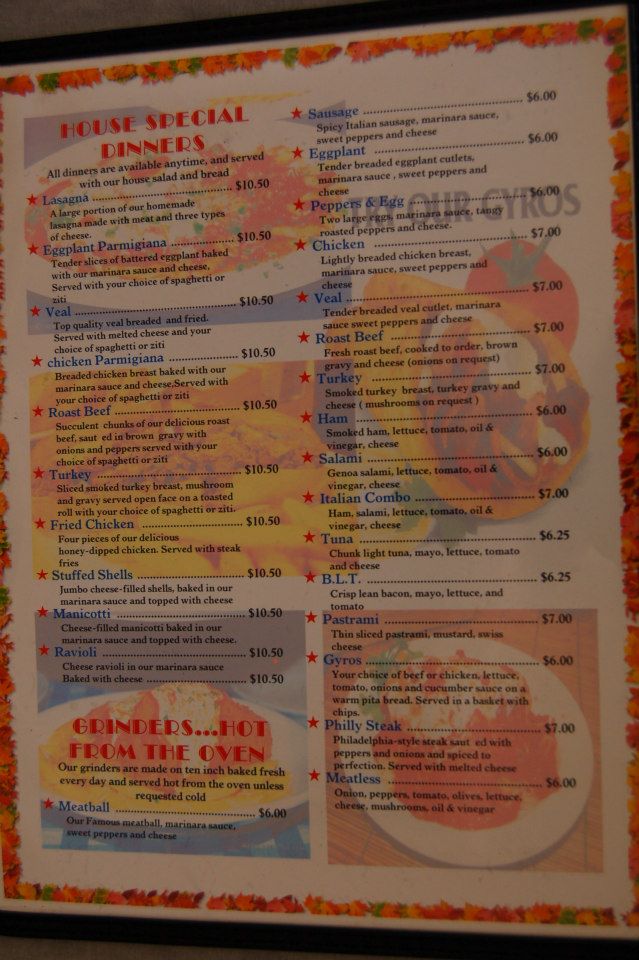 HOUSE SPECIAL
DINNERS
All dinners are available anytime, and served
with our house salad and bread
Lasagna $10.50
A large portion of our homemade
lasagna made with meat and three types
of cheese.
Eggplant Parmigiana $10.50
Tender slices of battered eggplant baked
with our marinara sauce and cheese,
Served with your choice of spaghetti or
ziti
Veal $10.50
Top quality veal breaded and fried.
Served with melted cheese and your
choice of spaghetti or ziti
chicken Parmigiana $10.50
Breaded chicken breast baked with our
marinara sauce and cheese,Served with
your choice of spaghetti or ziti
Roast Beef $10.50
Succulent chunks of our delicious roast
beef, saut ed in brown gravy with
onions and peppers served with your
choice of spaghetti or ziti
Turkey $10.50
Sliced smoked turkey breast, mushroom
and gravy served open face on a toasted
roll with your choice of spaghetti or ziti.
Fried Chicken $10.50
Four pieces of our delicious
honey-dipped chicken. Served with steak
fries
Stuffed Shells $10.50
Jumbo cheese-filled shells, baked in our
marinara sauce and topped with cheese
Manicotti $10.50
Cheese-filled manicotti baked in our
marinara sauce and topped with cheese.
Ravioli $10.50
Cheese ravioli in our marinara sauce
Baked with cheese $10.50
GRINDERS...HOT
FROM THE OVEN
Our grinders are made on ten inch baked fresh
every day and served hot from the oven unless
requested cold
Meatball $6.00
Our Famous meatball, marinara sauce,
sweet peppers and cheese
Sausage $6.00
Spicy Italian sausage, marinara sauce,
sweet peppers and cheese
Eggplant $6.00
Tender breaded eggplant cutlets,
marinara sauce , sweet peppers and
cheese
Peppers & Egg $6.00
OUR GYROS
Two large eggs, marinara sauce, tangy
roasted peppers and cheese.
Chicken $7.00
Lightly breaded chicken breast,
marinara sauce, sweet peppers and
cheese
Veal $7.00
Tender breaded veal cutlet, marinara
sauce sweet peppers and cheese
Roast Beef $7.00
Fresh roast beef, cooked to order, brown
gravy and cheese (onions on request)
Turkey $7.00
Smoked turkey breast, turkey gravy and
cheese ( mushrooms on request )
Ham $6.00
Smoked ham, lettuce, tomato, oil &
vinegar, cheese
Salami $6.00
Genoa salami, lettuce, tomato, oil &
vinegar, cheese
Italian Combo $7.00
Ham, salami, lettuce, tomato, oil &
vinegar, cheese
Tuna $6.25
Chunk light tuna, mayo, lettuce, tomato
and cheese
B.L.T. $6.25
Crisp lean bacon, mayo, lettuce, and
tomato
Pastrami $7.00
Thin sliced pastrami, mustard, swiss
cheese
Gyros $6.00
Your choice of beef or chicken, lettuce,
tomato, onions and cucumber sauce on a
warm pita bread. Served in a basket with
chips.
Philly Steak $7.00
Philadelphia-style steak saut ed with
peppers and onions and spiced to
perfection. Served with melted cheese
Meatless $6.00
Onion, peppers, tomato, olives, lettuce,
cheese, mushrooms, oil & vinegar